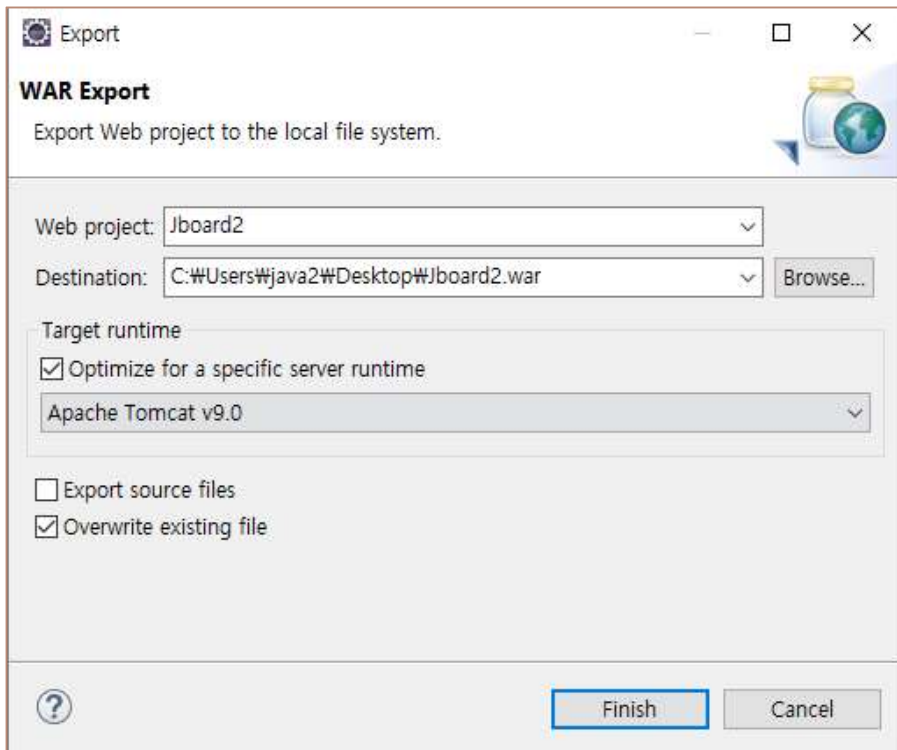 Export
WAR Export
Export Web project to the local file system.
Web project: Jboard2
Destination: C:₩Users₩java2₩Desktop₩Jboard2.war Browse...
Target runtime
Optimize for a specific server runtime
Apache Tomcat v9.0
Export source files
Overwrite existing file
? Finish Cancel